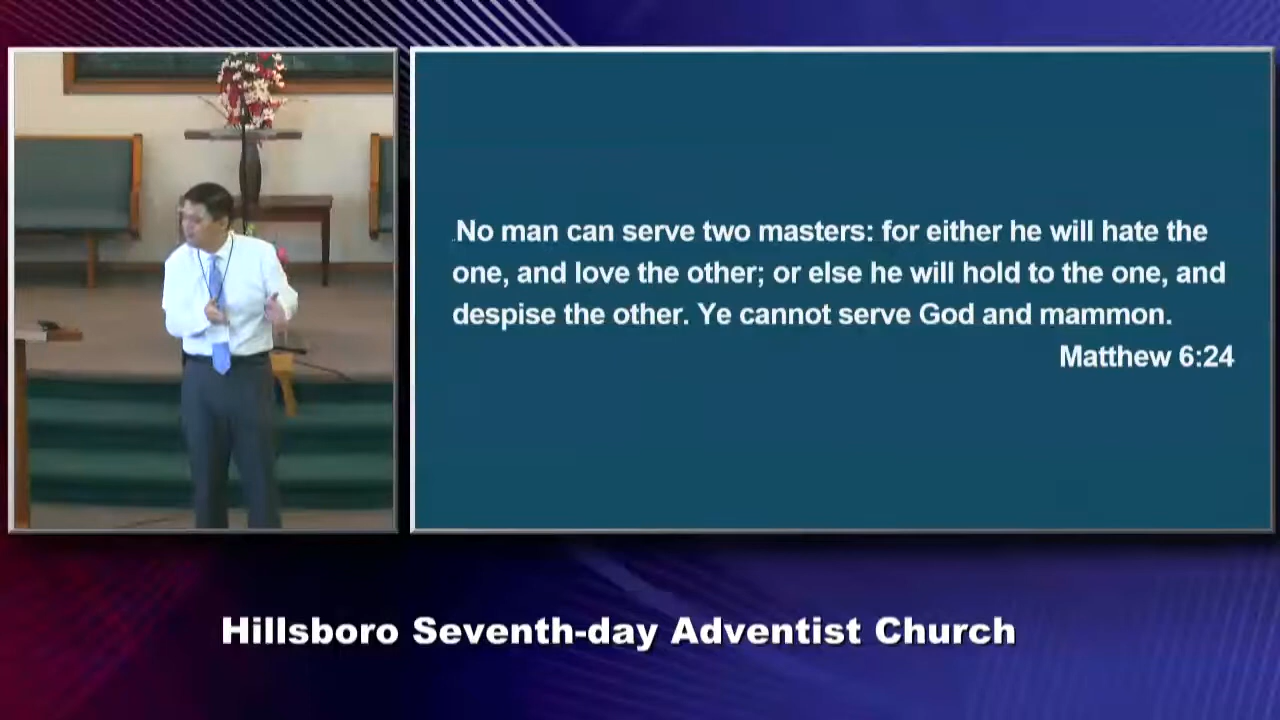 No man can serve two masters: for either he will hate the
one, and love the other; or else he will hold to the one, and
despise the other. Ye cannot serve God and mammon.
Matthew 6:24
Hillsboro Seventh-day Adventist Church